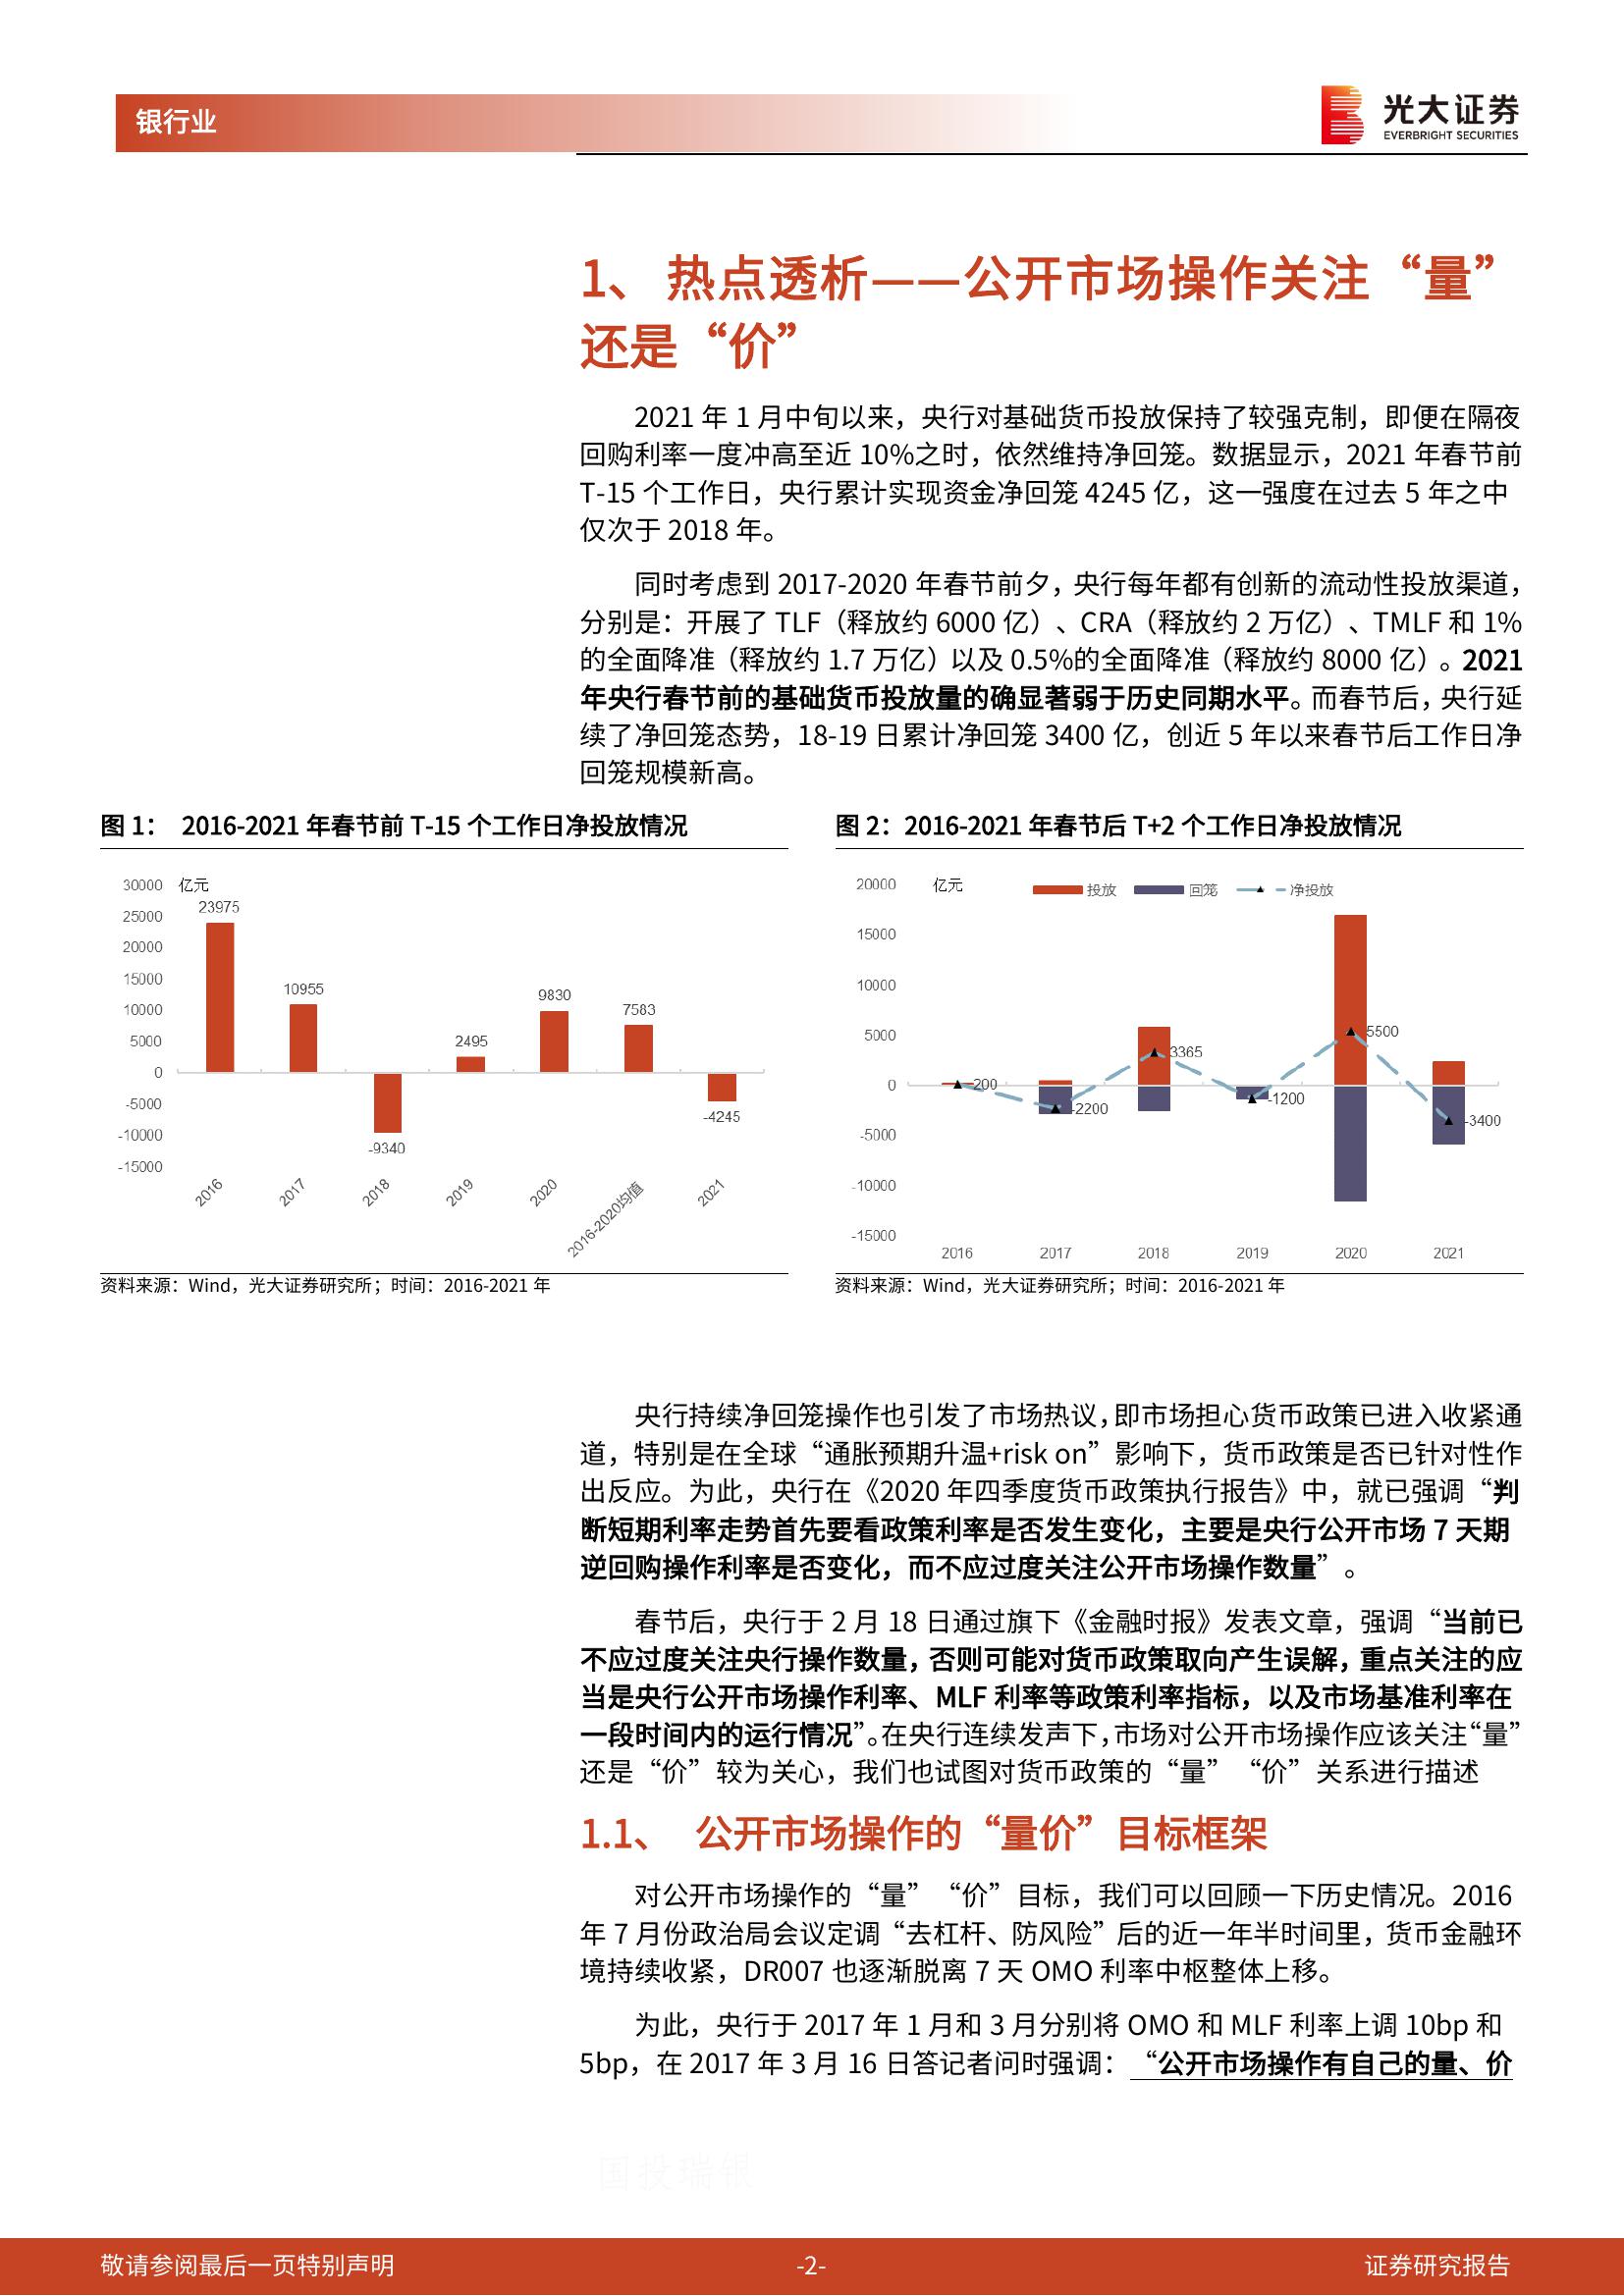 银行业
光大证券
EVERBRIGHT SECURITIES
1、 热点透析——公开市场操作关注“量”
还是“价”
2021 年 1 月中旬以来，央行对基础货币投放保持了较强克制，即便在隔夜
回购利率一度冲高至近 10%之时，依然维持净回笼。数据显示，2021 年春节前
T-15 个工作日，央行累计实现资金净回笼 4245 亿，这一强度在过去 5 年之中
仅次于 2018 年。
同时考虑到 2017-2020 年春节前夕，央行每年都有创新的流动性投放渠道，
分别是：开展了 TLF（释放约 6000 亿）、CRA（释放约 2 万亿）、TMLF 和 1%
的全面降准（释放约 1.7 万亿）以及 0.5%的全面降准（释放约 8000 亿）。2021
年央行春节前的基础货币投放量的确显著弱于历史同期水平。而春节后，央行延
续了净回笼态势，18-19 日累计净回笼 3400 亿，创近 5 年以来春节后工作日净
回笼规模新高。
图 1： 2016-2021 年春节前 T-15 个工作日净投放情况
30000
25000
20000
15000
10000
5000
0
-5000
-10000
-15000
亿元
23975
10955
-9340
2495
9830
7583
-4245
2016
2017
2018
2019
2020
2016-2020均值
2021
资料来源：Wind，光大证券研究所；时间：2016-2021 年
图 2：2016-2021 年春节后 T+2 个工作日净投放情况
20000
15000
10000
5000
0
-5000
-10000
-15000
亿元
投放 回笼 净投放
200
-2200
3365
-1200
5500
-3400
2016
2017
2018
2019
2020
2021
资料来源：Wind，光大证券研究所；时间：2016-2021 年
央行持续净回笼操作也引发了市场热议，即市场担心货币政策已进入收紧通
道，特别是在全球“通胀预期升温+risk on”影响下，货币政策是否已针对性作
出反应。为此，央行在《2020 年四季度货币政策执行报告》中，就已强调“判
断短期利率走势首先要看政策利率是否发生变化，主要是央行公开市场 7 天期
逆回购操作利率是否变化，而不应过度关注公开市场操作数量”。
春节后，央行于 2 月 18 日通过旗下《金融时报》发表文章，强调“当前已
不应过度关注央行操作数量，否则可能对货币政策取向产生误解，重点关注的应
当是央行公开市场操作利率、MLF 利率等政策利率指标，以及市场基准利率在
一段时间内的运行情况”。在央行连续发声下，市场对公开市场操作应该关注“量”
还是“价”较为关心，我们也试图对货币政策的“量”“价”关系进行描述
1.1、 公开市场操作的“量价”目标框架
对公开市场操作的“量”“价”目标，我们可以回顾一下历史情况。2016
年 7 月份政治局会议定调“去杠杆、防风险”后的近一年半时间里，货币金融环
境持续收紧，DR007 也逐渐脱离 7 天 OMO 利率中枢整体上移。
为此，央行于 2017 年 1 月和 3 月分别将 OMO 和 MLF 利率上调 10bp 和
5bp，在 2017 年 3 月 16 日答记者问时强调：“公开市场操作有自己的量、价
国投瑞银
敬请参阅最后一页特别声明
-2-
证券研究报告